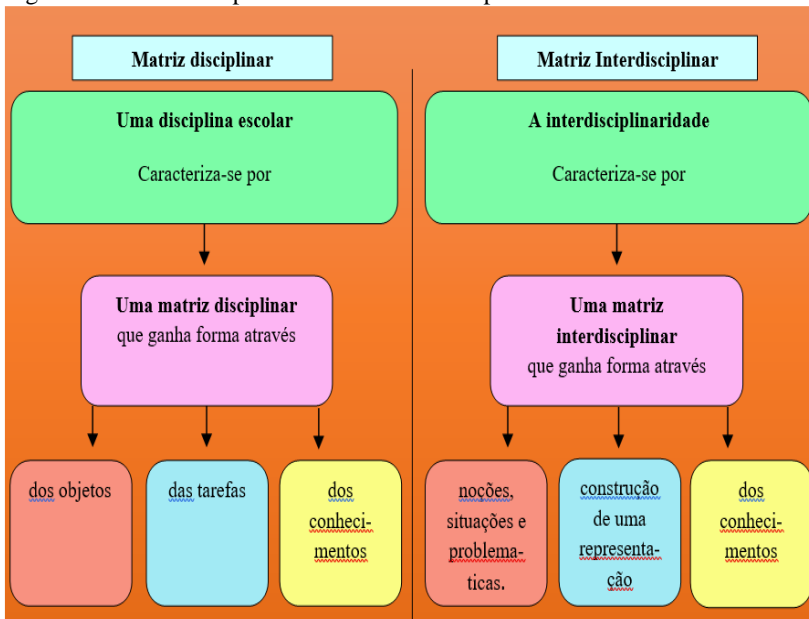 Matriz disciplinar
Uma disciplina escolar
Caracteriza-se por
Uma matriz disciplinar
que ganha forma através
dos objetos
das tarefas
dos
conheci-
mentos
Matriz Interdisciplinar
A interdisciplinaridade
Caracteriza-se por
Uma matriz
interdisciplinar
que ganha forma através
noções,
situações e
problema-
ticas.
construção
de uma
representa-
ção
dos
conheci-
mentos